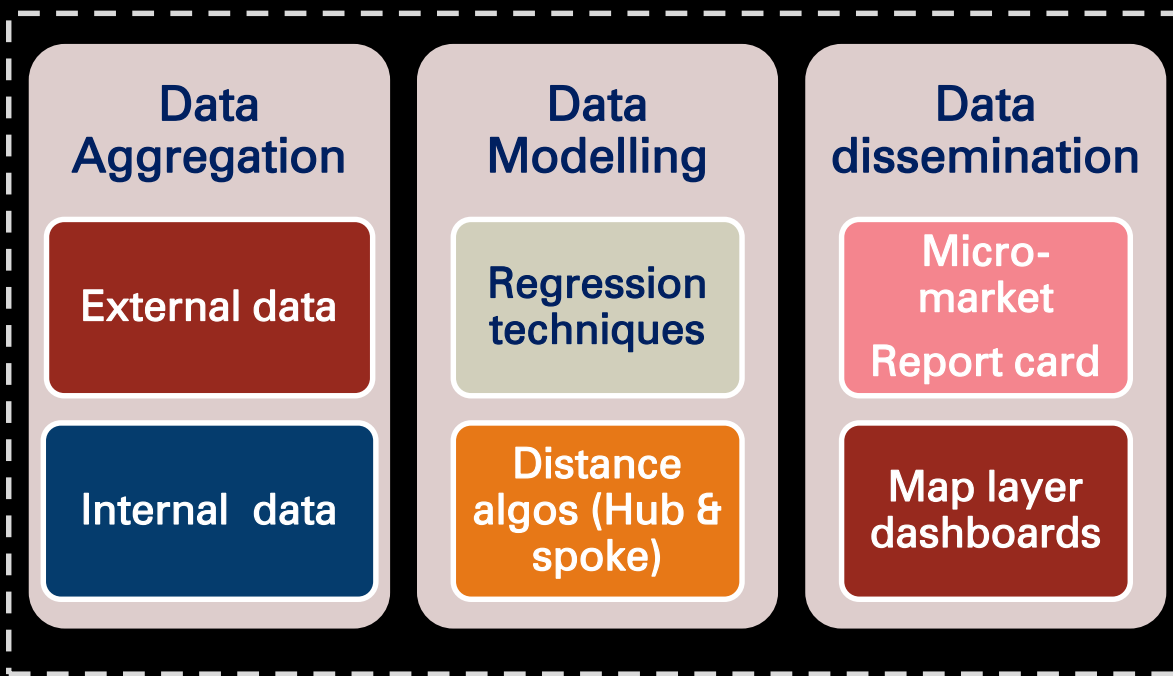 Data
Aggregation
External data
Internal  data
Data
Modelling
Regression
techniques
Distance
algos (Hub &
spoke)
Data
dissemination
Micro-
market
Report card
Map layer
dashboards